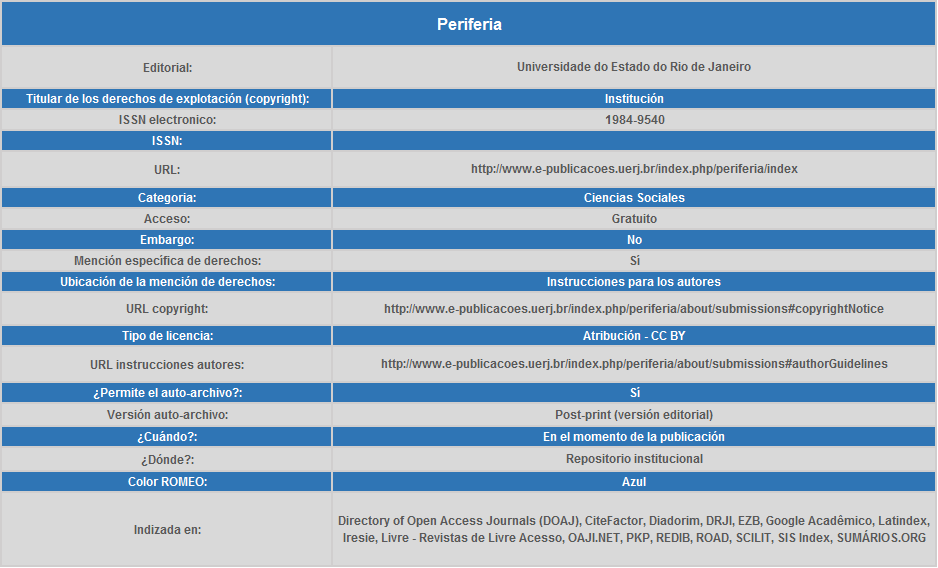 Periferia
Editorial: Universidade do Estado do Rio de Janeiro
Titular de los derechos de explotación (copyright): Institución
ISSN electronico: 1984-9540
ISSN:
URL: http://www.e-publicacoes.uerj.br/index.php/periferia/index
Categoria: Ciencias Sociales
Acceso: Gratuito
Embargo: No
Mención específica de derechos: Sí
Ubicación de la mención de derechos: Instrucciones para los autores
URL copyright: http://www.e-publicacoes.uerj.br/index.php/periferia/about/submissions#copyrightNotice
Tipo de licencia: Atribución - CC BY
URL instrucciones autores: http://www.e-publicacoes.uerj.br/index.php/periferia/about/submissions#authorGuidelines
¿Permite el auto-archivo?: Sí
Versión auto-archivo: Post-print (versión editorial)
¿Cuándo?: En el momento de la publicación
¿Dónde?: Repositorio institucional
Color ROMEO: Azul
Indizada en: Directory of Open Access Journals (DOAJ), CiteFactor, Diadorim, DRJI, EZB, Google Acadêmico, Latindex,
Iresie, Livre - Revistas de Livre Acesso, OAJI.NET, PKP, REDIB, ROAD, SCILIT, SIS Index, SUMÁRIOS.ORG